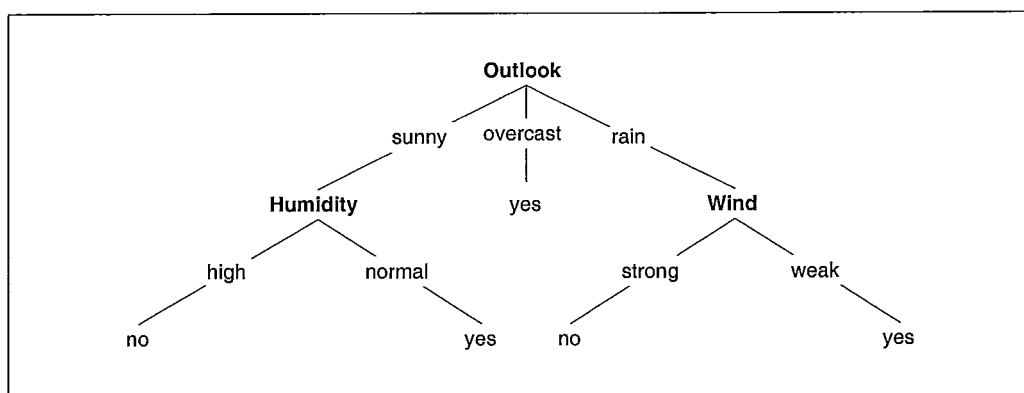 Outlook
sunny overcast rain
Humidity yes Wind
high normal strong weak
no yes no yes